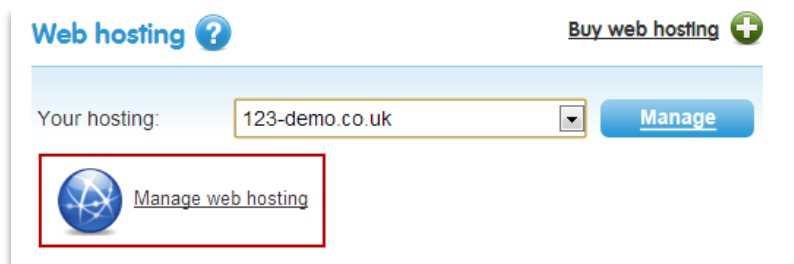 Web hosting ?
Buy web hosting
Your hosting: 123-demo.co.uk Manage
Manage web hosting